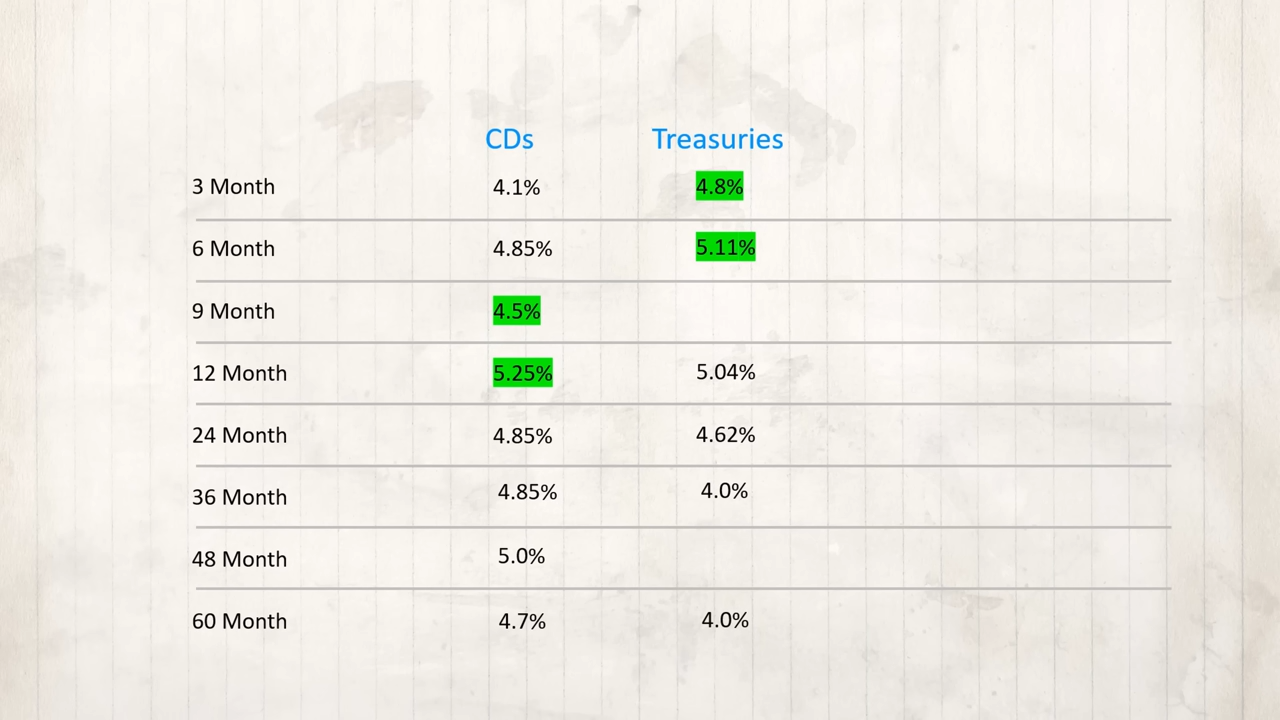 CDs Treasuries
3 Month 4.1% 4.8%
6 Month 4.85% 5.11%
9 Month 4.5%
12 Month 5.25% 5.04%
24 Month 4.85% 4.62%
36 Month 4.85% 4.0%
48 Month 5.0%
60 Month 4.7% 4.0%